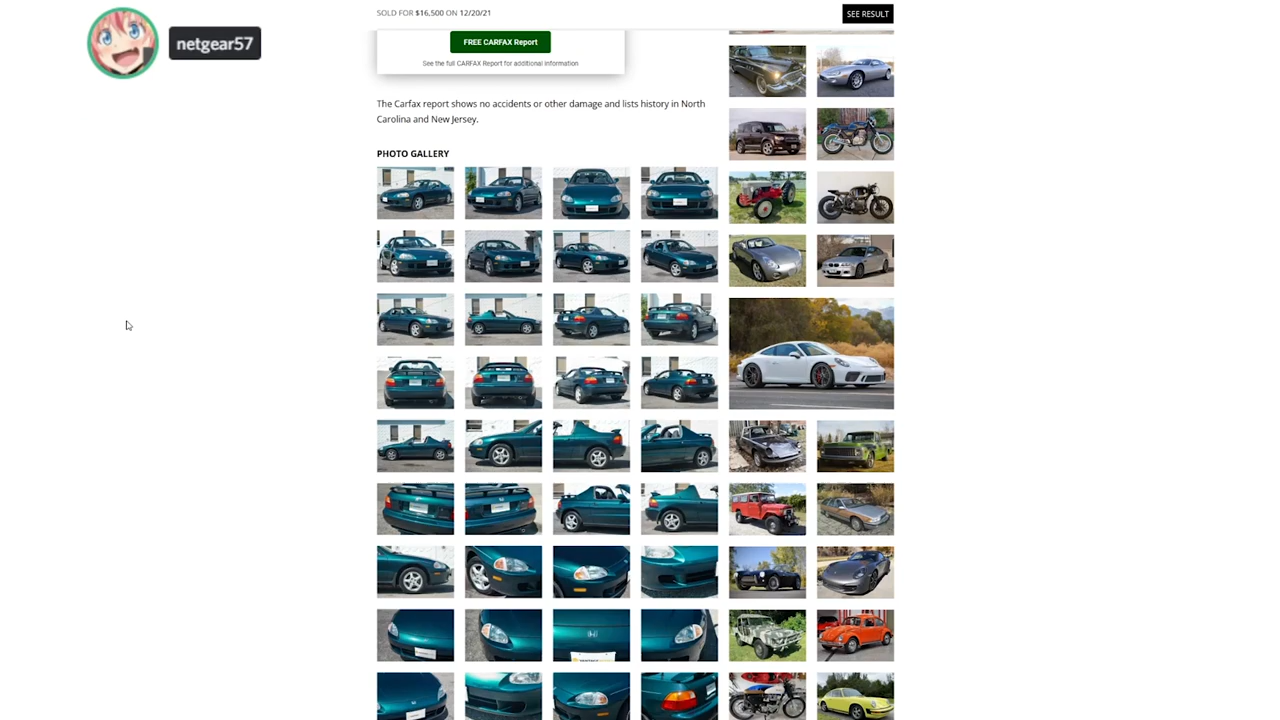 netgear57
SOLD FOR $16,500 ON 12/20/21
SEE RESULT
FREE CARFAX Report
See the full CARFAX Report for additional information
The Carfax report shows no accidents or other damage and lists history in North
Carolina and New Jersey.
PHOTO GALLERY